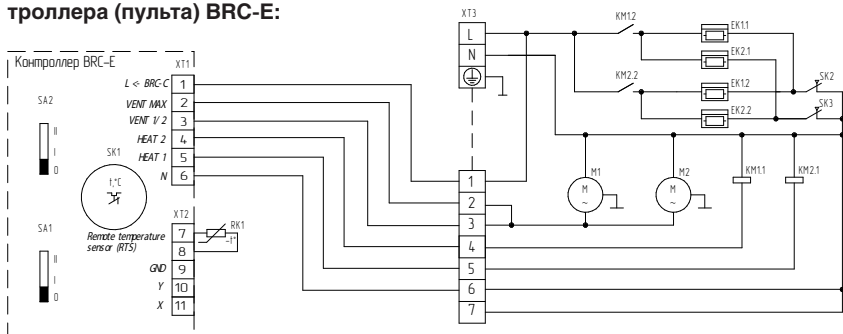 троллера (пульта) BRC-E:
Контроллер BRC-E
XT1
L <- BRC-C 1
VENT MAX 2
VENT 1/2 3
HEAT 2 4
HEAT 1 5
N 6
SA2
II
I
0
SK1
t,°C
Remote temperature
sensor (RTS)
XT2
7
8
GND 9
Y 10
X 11
RK1
-t°
SA1
II
I
0
XT3
L
N
1
2
3
4
5
6
7
KM1.2
KM2.2
EK1.1
EK2.1
EK1.2
EK2.2
SK2
SK3
M1
M
~
M2
M
~
KM1.1
KM2.1